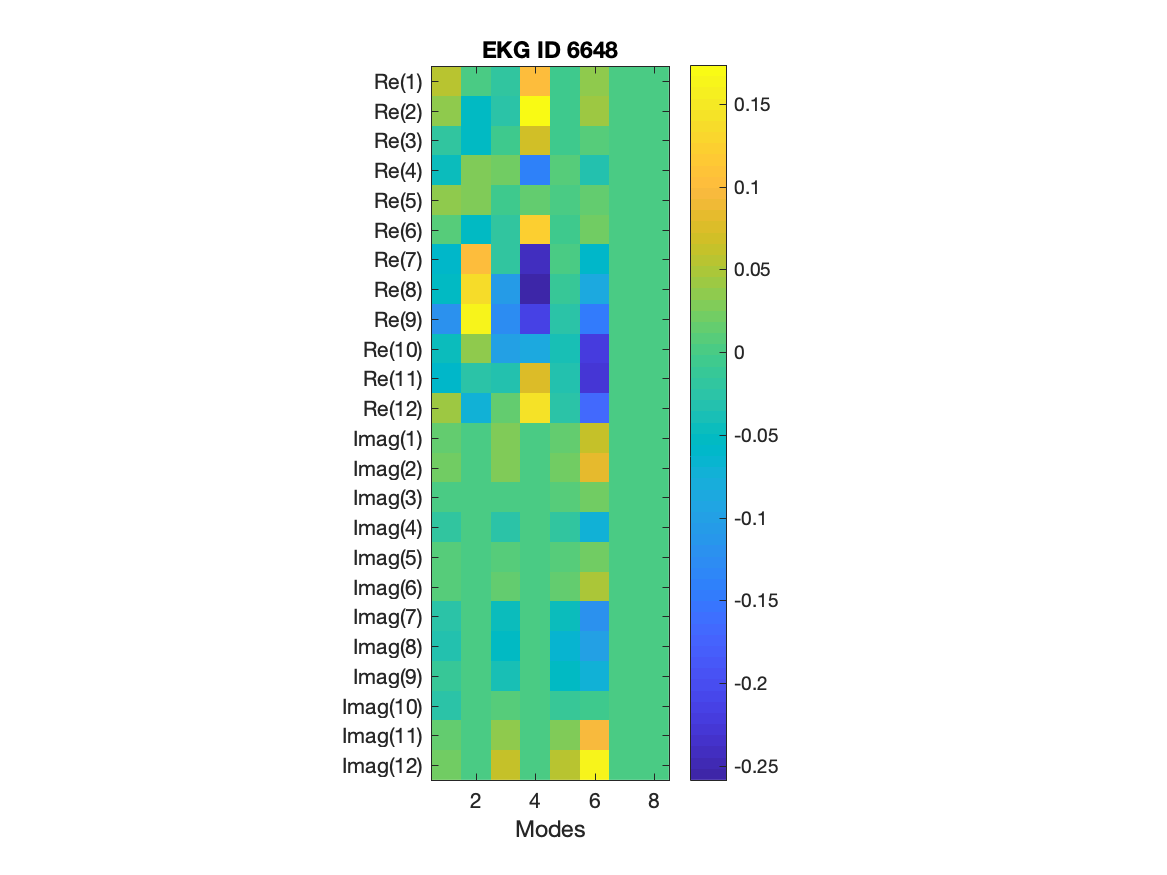 EKG ID 6648
Re(1)
Re(2)
Re(3)
Re(4)
Re(5)
Re(6)
Re(7)
Re(8)
Re(9)
Re(10)
Re(11)
Re(12)
Imag(1)
Imag(2)
Imag(3)
Imag(4)
Imag(5)
Imag(6)
Imag(7)
Imag(8)
Imag(9)
Imag(10)
Imag(11)
Imag(12)
2 4 6 8
Modes
0.15
0.1
0.05
0
-0.05
-0.1
-0.15
-0.2
-0.25